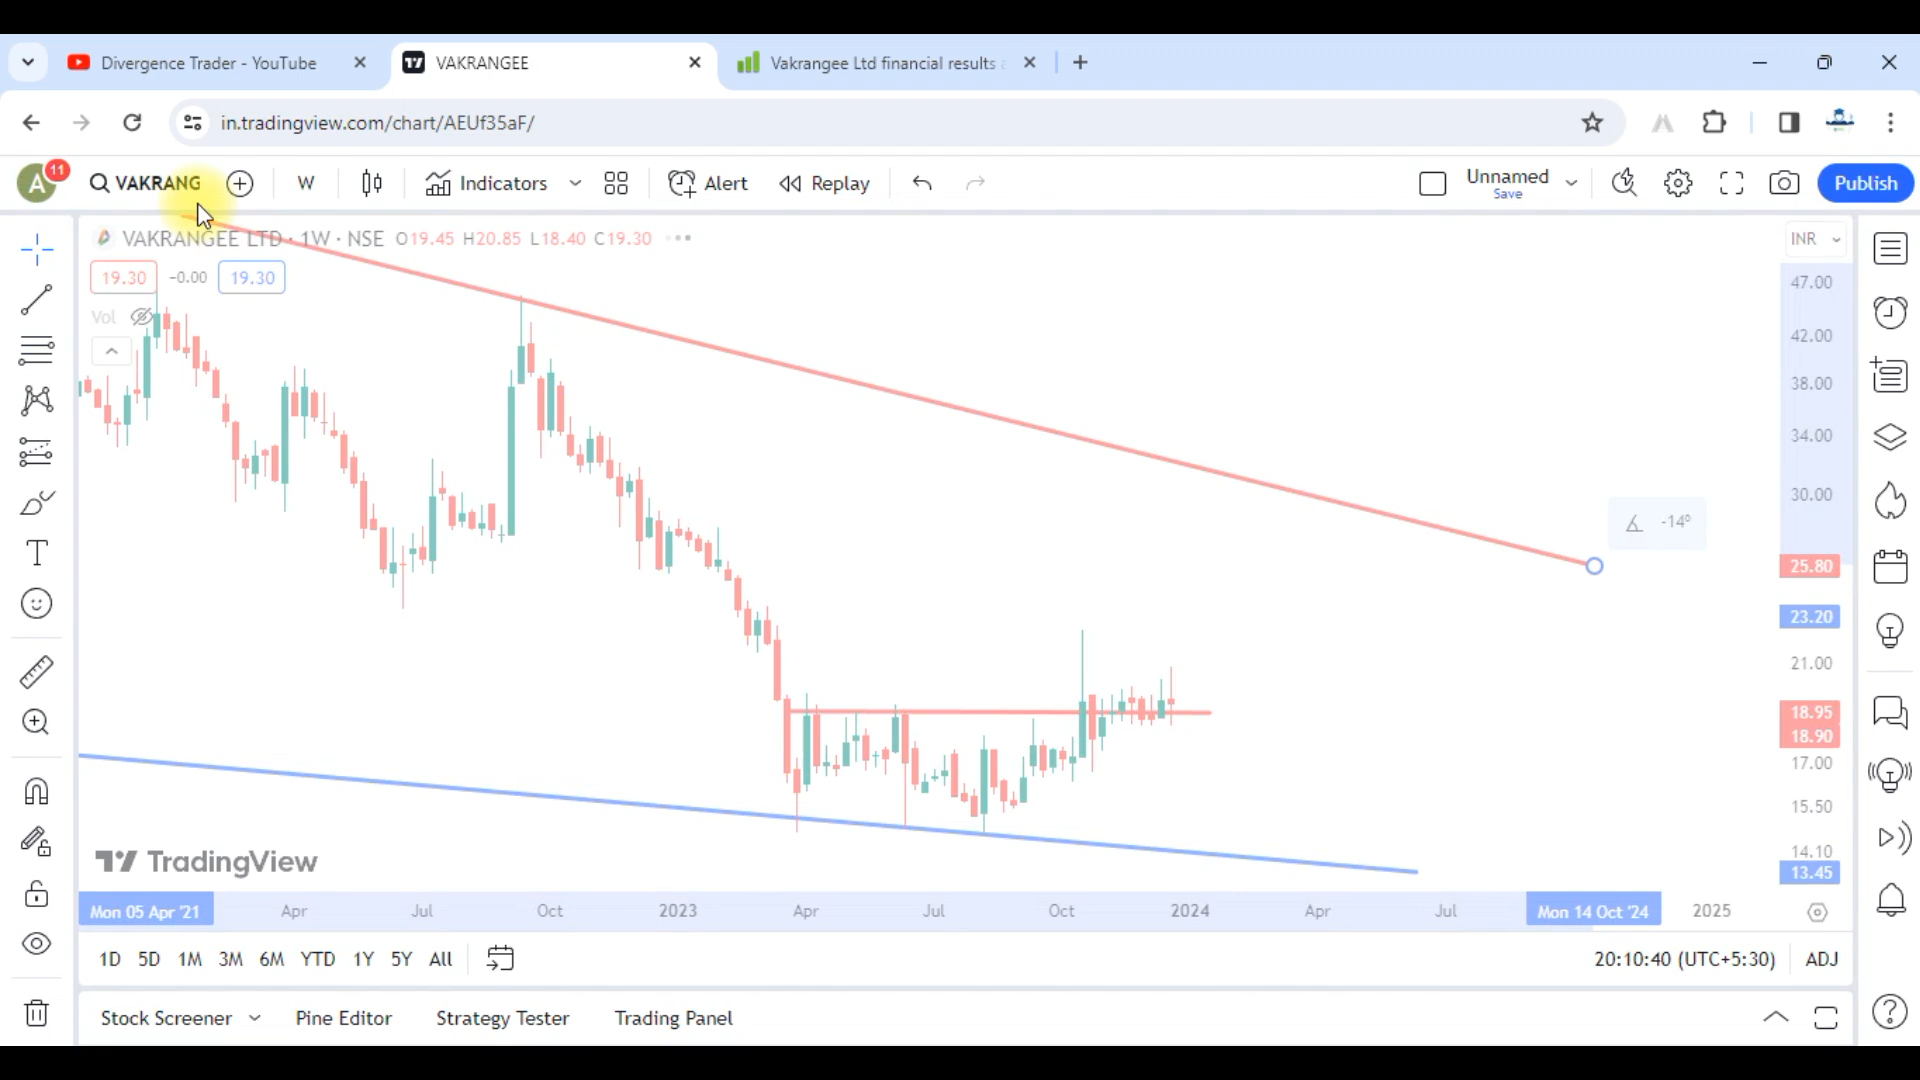 Divergence Trader - YouTube
VAKRANGEE
Vakrangee Ltd financial results
in.tradingview.com/chart/AEUf35aF/
A
11
VAKRANG
W
Indicators
Alert
Replay
Unnamed
Save
Publish
VAKRANGEE LTD · 1W · NSE O19.45 H20.85 L18.40 C19.30
INR
19.30
-0.00
19.30
Vol
47.00
42.00
38.00
34.00
30.00
-14º
25.80
23.20
21.00
18.95
18.90
17.00
15.50
14.10
13.45
TradingView
Mon 05 Apr '21
Apr
Jul
Oct
2023
Apr
Jul
Oct
2024
Apr
Jul
Mon 14 Oct '24
2025
1D 5D 1M 3M 6M YTD 1Y 5Y All
20:10:40 (UTC+5:30)
ADJ
Stock Screener
Pine Editor
Strategy Tester
Trading Panel